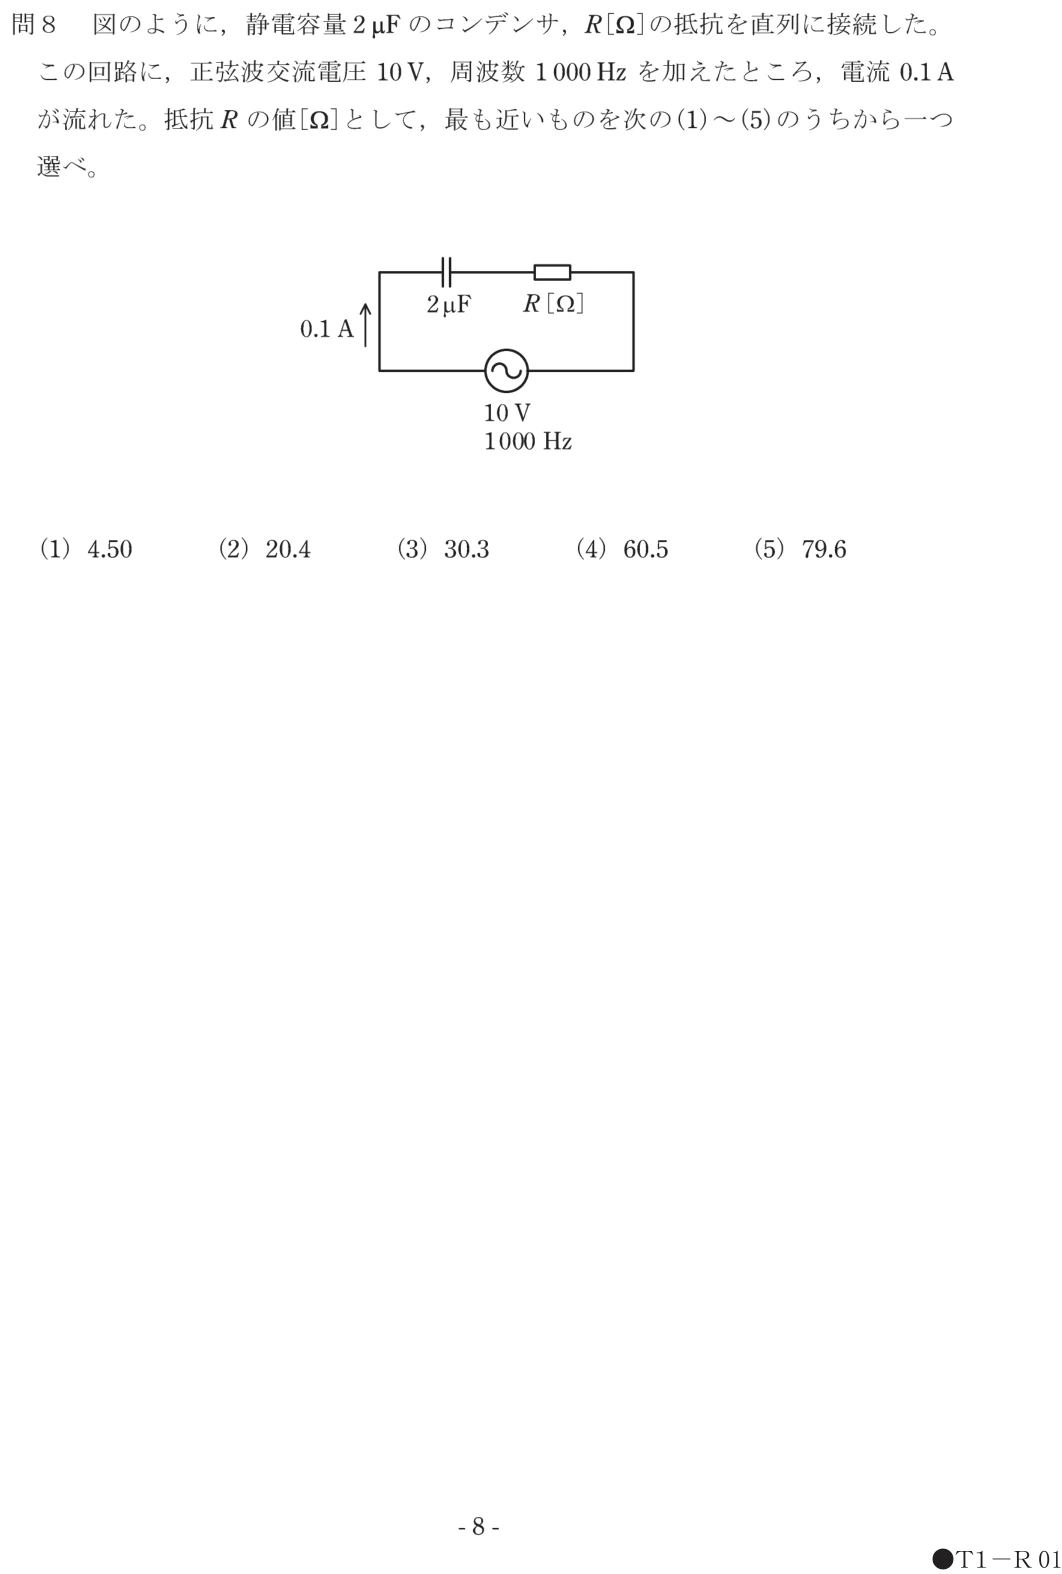 問８　図のように，静電容量 2 μF のコンデンサ，R[Ω]の抵抗を直列に接続した。
この回路に，正弦波交流電圧 10 V，周波数 1 000 Hz を加えたところ，電流 0.1 A
が流れた。抵抗 R の値[Ω]として，最も近いものを次の(1)～(5)のうちから一つ
選べ。
2 μF R [Ω]
0.1 A
10 V
1 000 Hz
(1) 4.50 (2) 20.4 (3) 30.3 (4) 60.5 (5) 79.6
- 8 -
●T1－R 01